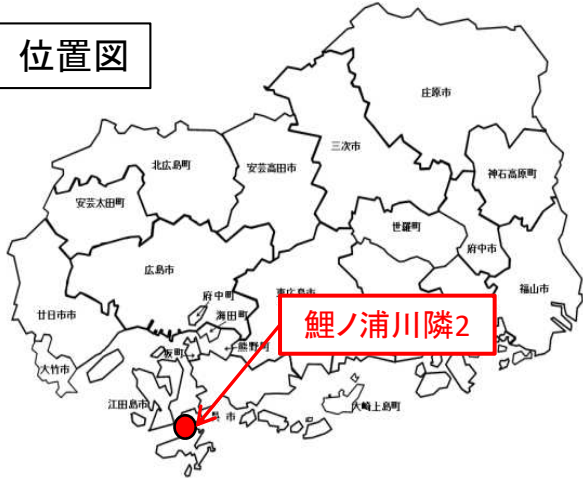 位置図
庄原市
三次市
北広島町
安芸高田市
神石高原町
安芸太田町
世羅町
府中市
広島市
東広島市
福山市
府中町
廿日市市
海田町
鯉ノ浦川隣2
熊野町
坂町
大竹市
江田島市
大崎上島町
呉市